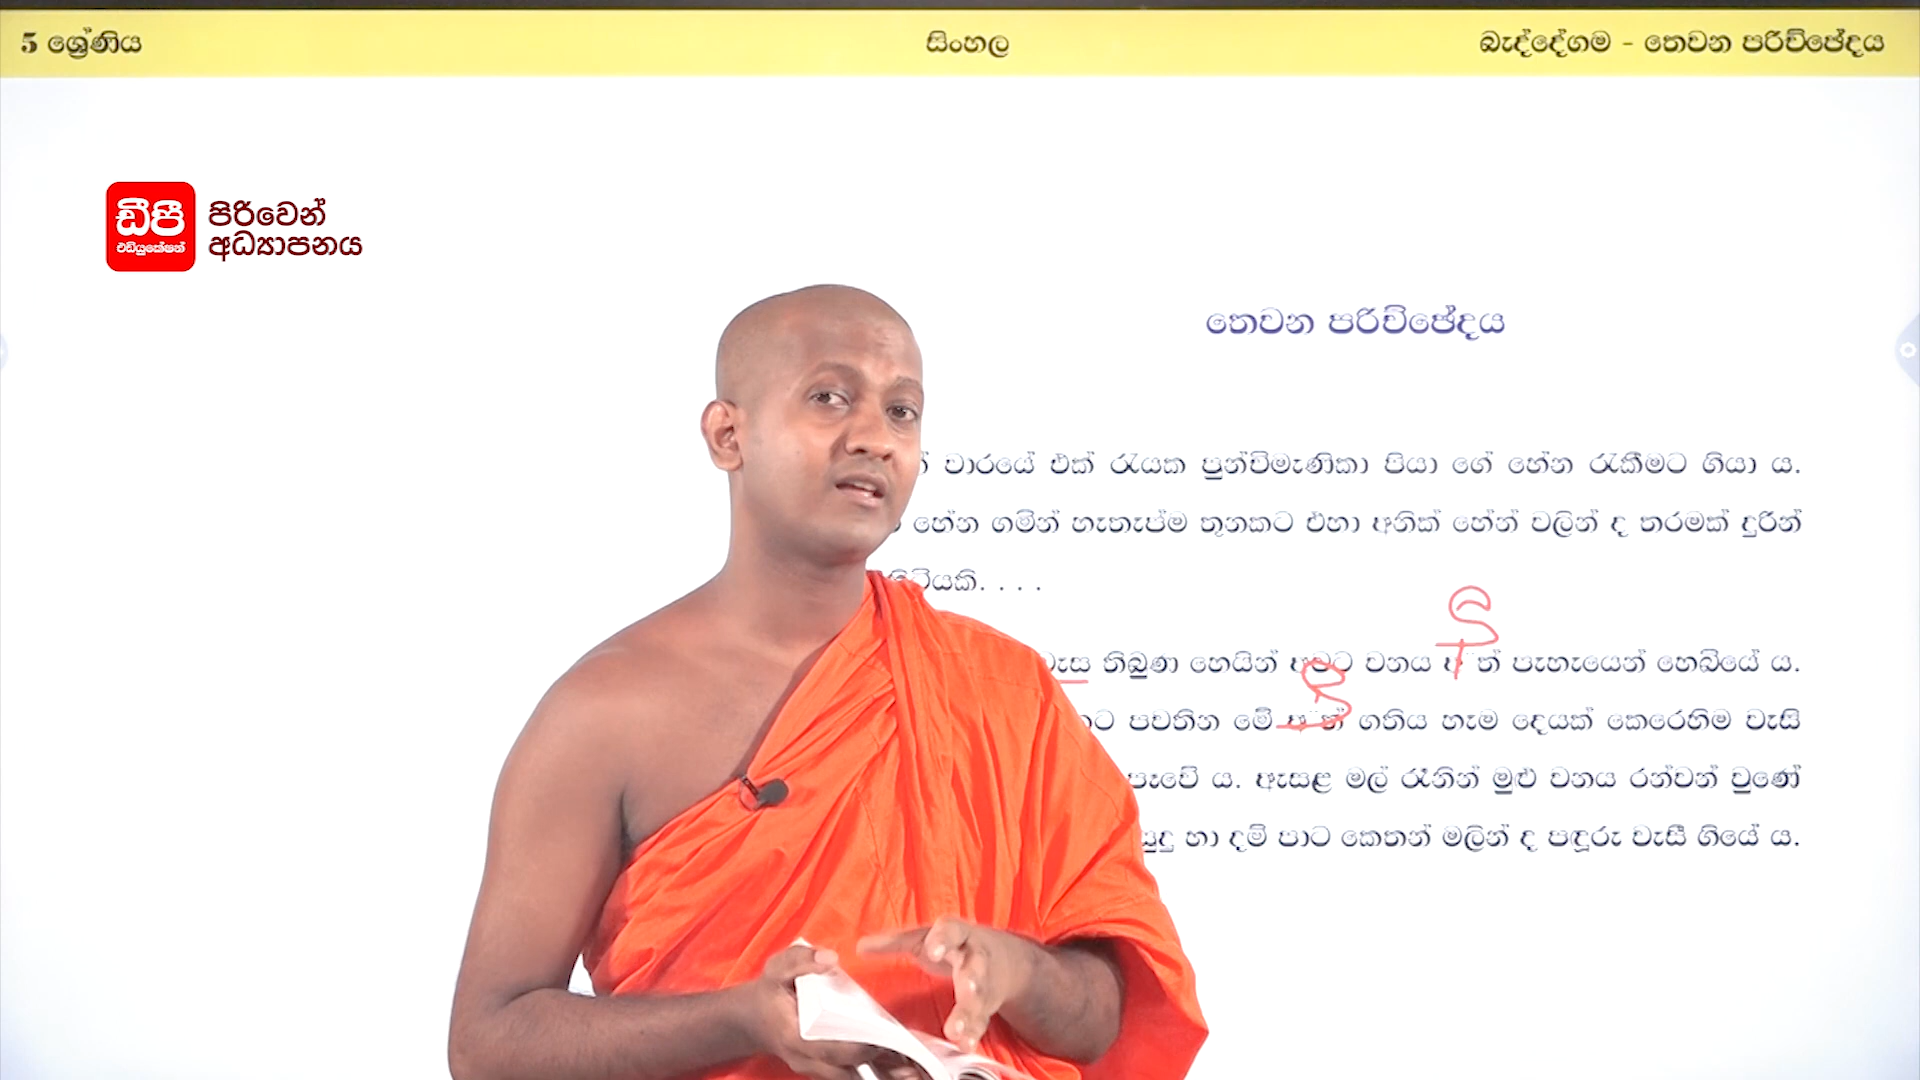 5 ශ්‍රේණිය
සිංහල
බැද්දේගම - තෙවන පරිච්ඡේදය
ඩීපී
එඩියුකේෂන්
පිරිවෙන්
අධ්‍යාපනය
තෙවන පරිච්ඡේදය
වාරයේ එක් රැයක පුන්චිමැණිකා පියා ගේ හේන රැකීමට ගියා ය.
හේන ගමින් හැතැප්ම තුනකට එහා අනික් හේන් වලින් ද තරමක් දුරින්
. . . .
තිබුණ හෙයින් වනය පැහැයෙන් හෙබියේ ය.
පවතින මේ ගතිය හැම දෙයක් කෙරෙහිම වැසි
පෑවේ ය. ඇසළ මල් රෑනින් මුළු වනය රන්වන් වුණේ
හා දම් පාට කෙතන් මලින් ද පඳුරු වැසී ගියේ ය.